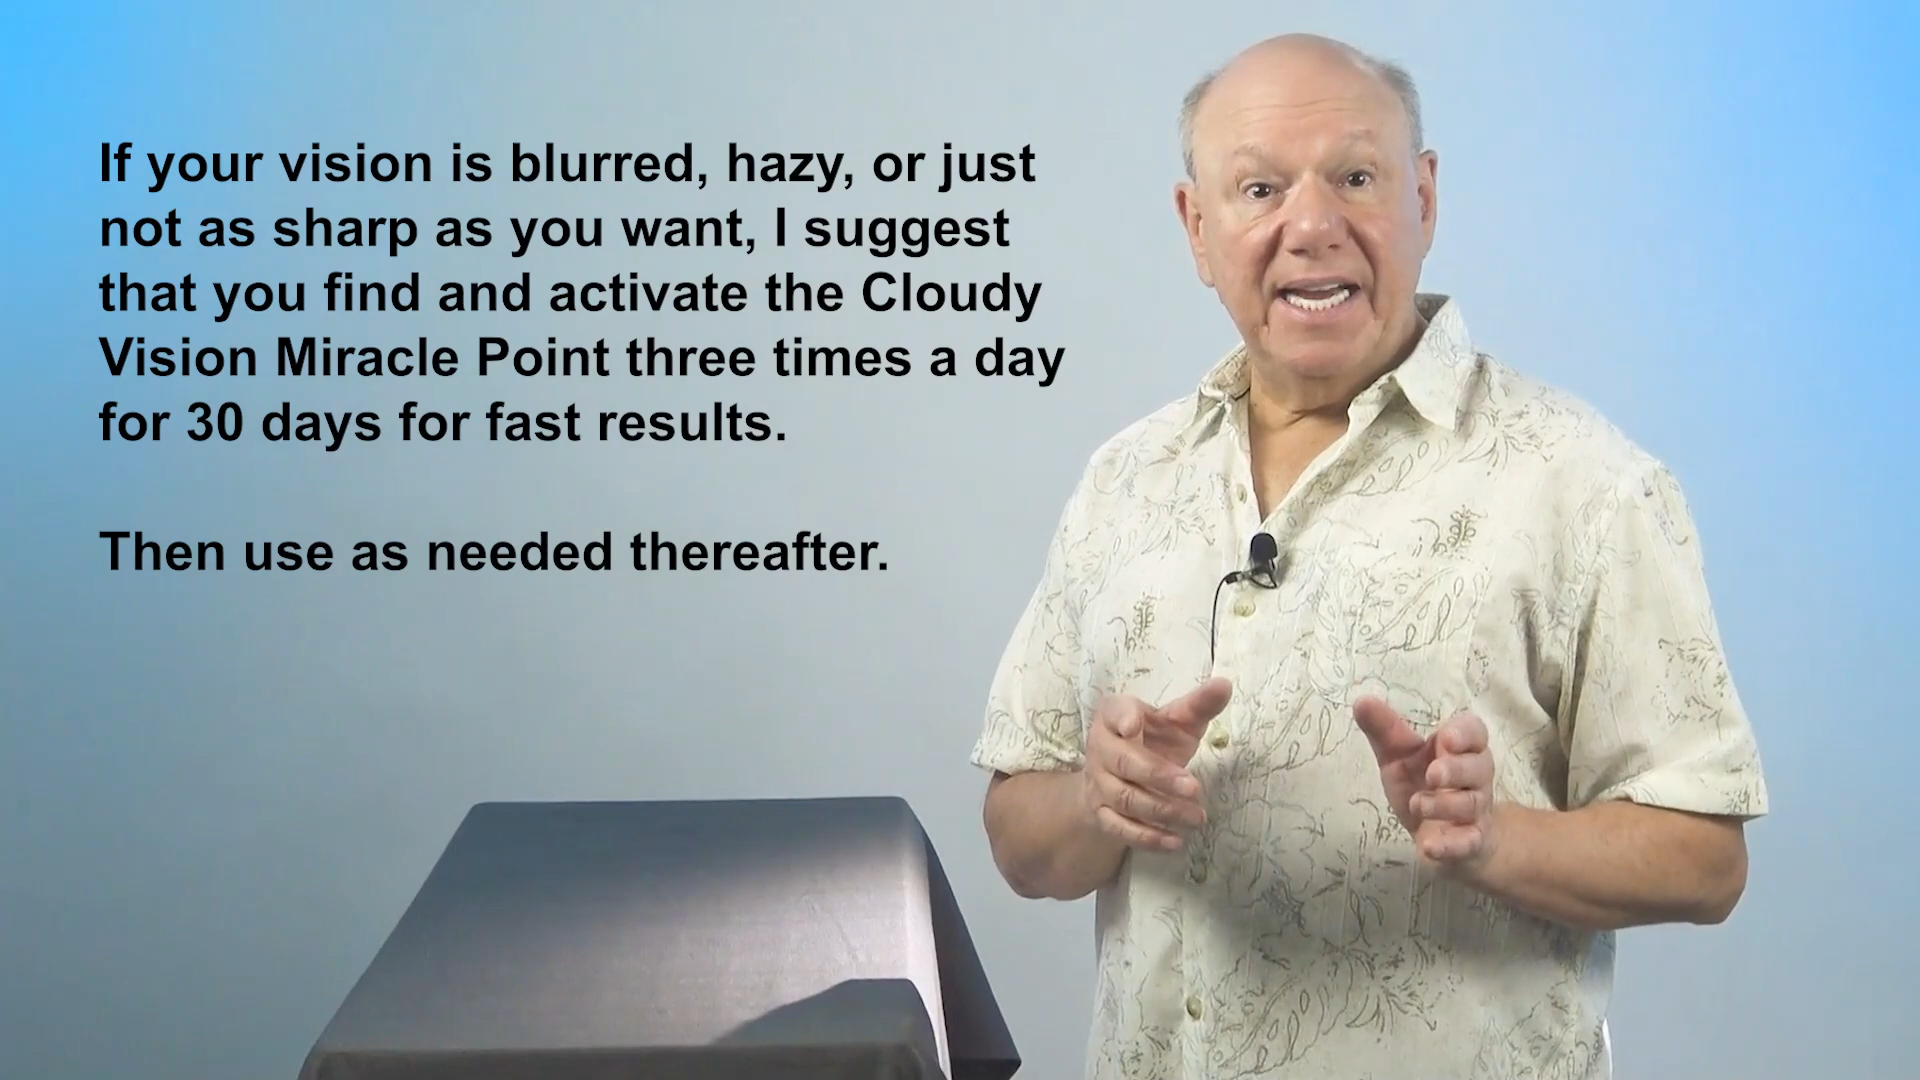 If your vision is blurred, hazy, or just
not as sharp as you want, I suggest
that you find and activate the Cloudy
Vision Miracle Point three times a day
for 30 days for fast results.
Then use as needed thereafter.